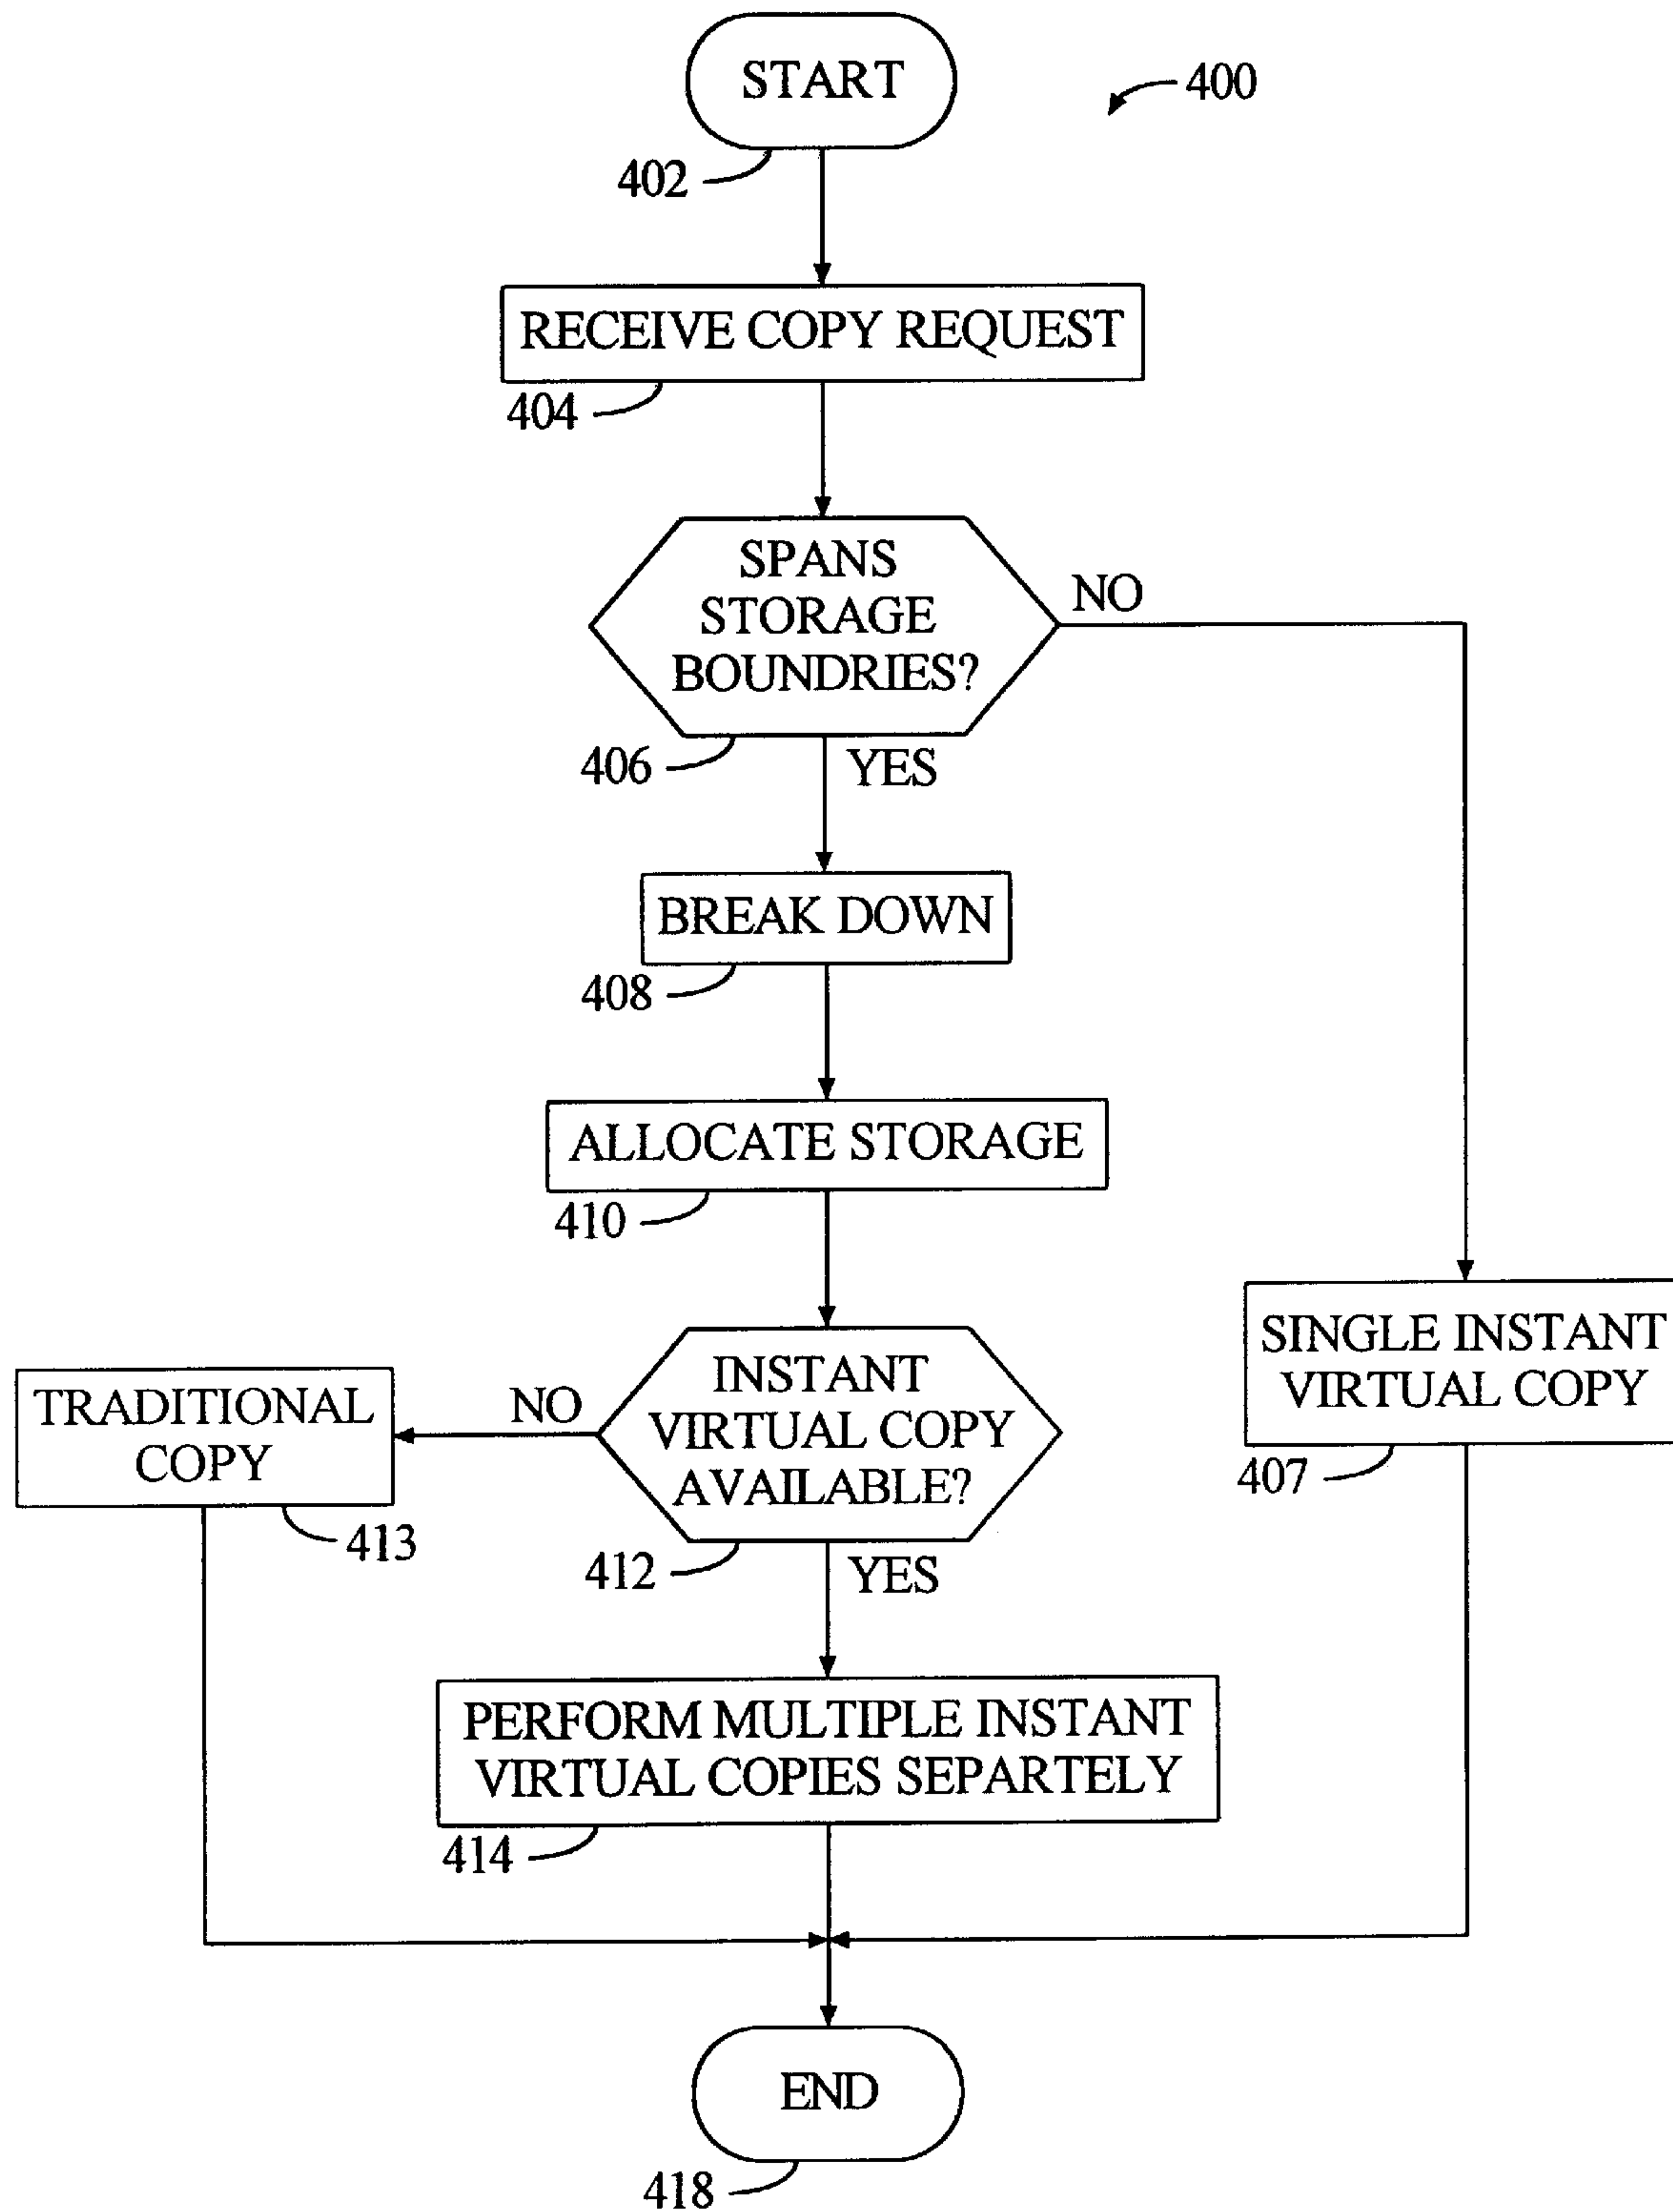 START
400
402
RECEIVE COPY REQUEST
404
SPANS
STORAGE
BOUNDRIES?
NO
406
YES
BREAK DOWN
408
ALLOCATE STORAGE
410
SINGLE INSTANT
VIRTUAL COPY
407
INSTANT
VIRTUAL COPY
AVAILABLE?
NO
TRADITIONAL
COPY
413
412
YES
PERFORM MULTIPLE INSTANT
VIRTUAL COPIES SEPARTELY
414
END
418